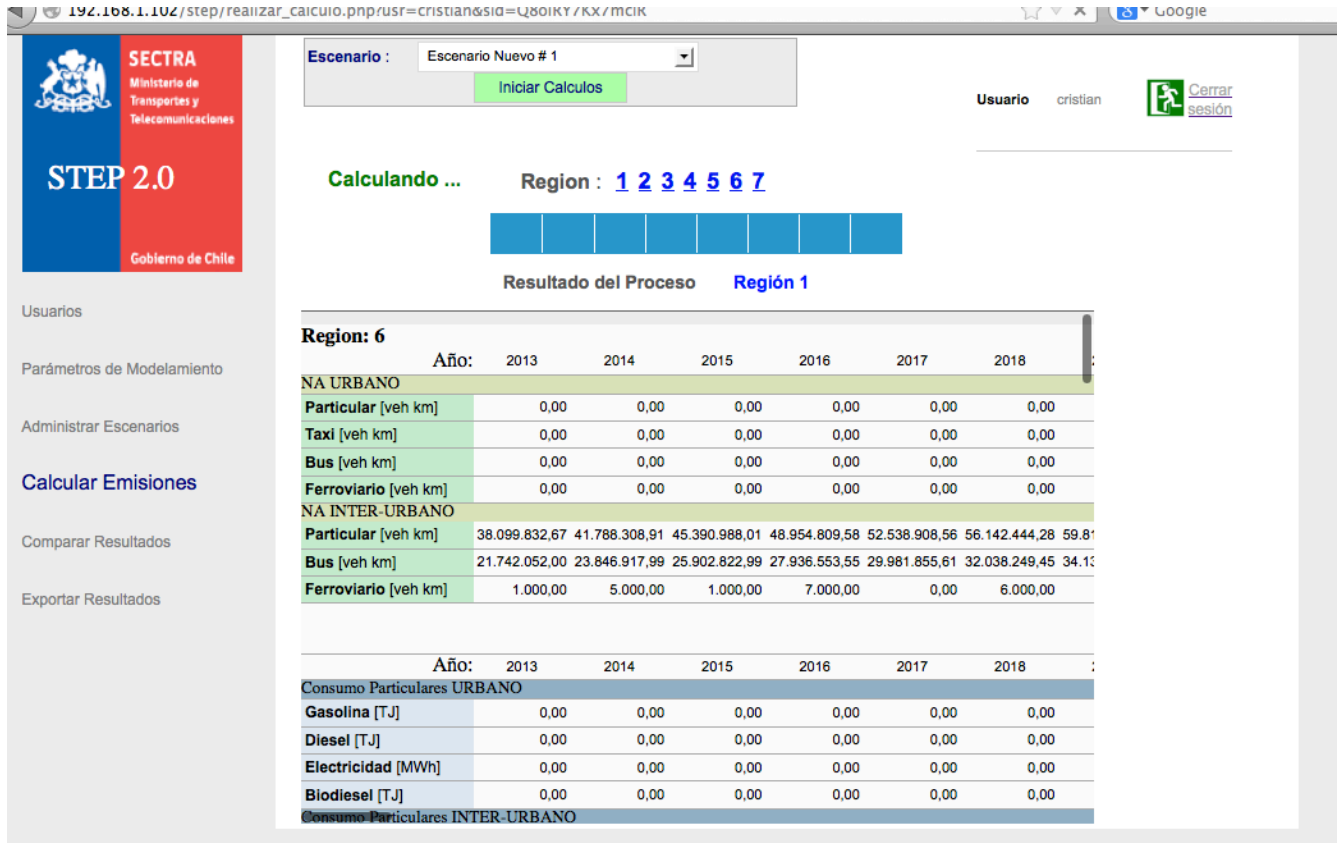 192.168.1.102/step/realizar_calculo.php?usr=cristian&sid=Q8olRY7Kx7mclR
Google
SECTRA
Ministerio de
Transportes y
Telecomunicaciones
STEP 2.0
Gobierno de Chile
Usuarios
Parámetros de Modelamiento
Administrar Escenarios
Calcular Emisiones
Comparar Resultados
Exportar Resultados
Escenario : Escenario Nuevo # 1
Iniciar Calculos
Usuario cristian Cerrar
sesión
Calculando ... Region : 1 2 3 4 5 6 7
Resultado del Proceso Región 1
Region: 6
Año: 2013 2014 2015 2016 2017 2018
NA URBANO
Particular [veh km] 0,00 0,00 0,00 0,00 0,00 0,00
Taxi [veh km] 0,00 0,00 0,00 0,00 0,00 0,00
Bus [veh km] 0,00 0,00 0,00 0,00 0,00 0,00
Ferroviario [veh km] 0,00 0,00 0,00 0,00 0,00 0,00
NA INTER-URBANO
Particular [veh km] 38.099.832,67 41.788.308,91 45.390.988,01 48.954.809,58 52.538.908,56 56.142.444,28 59.81
Bus [veh km] 21.742.052,00 23.846.917,99 25.902.822,99 27.936.553,55 29.981.855,61 32.038.249,45 34.13
Ferroviario [veh km] 1.000,00 5.000,00 1.000,00 7.000,00 0,00 6.000,00
Año: 2013 2014 2015 2016 2017 2018
Consumo Particulares URBANO
Gasolina [TJ] 0,00 0,00 0,00 0,00 0,00 0,00
Diesel [TJ] 0,00 0,00 0,00 0,00 0,00 0,00
Electricidad [MWh] 0,00 0,00 0,00 0,00 0,00 0,00
Biodiesel [TJ] 0,00 0,00 0,00 0,00 0,00 0,00
Consumo Particulares INTER-URBANO